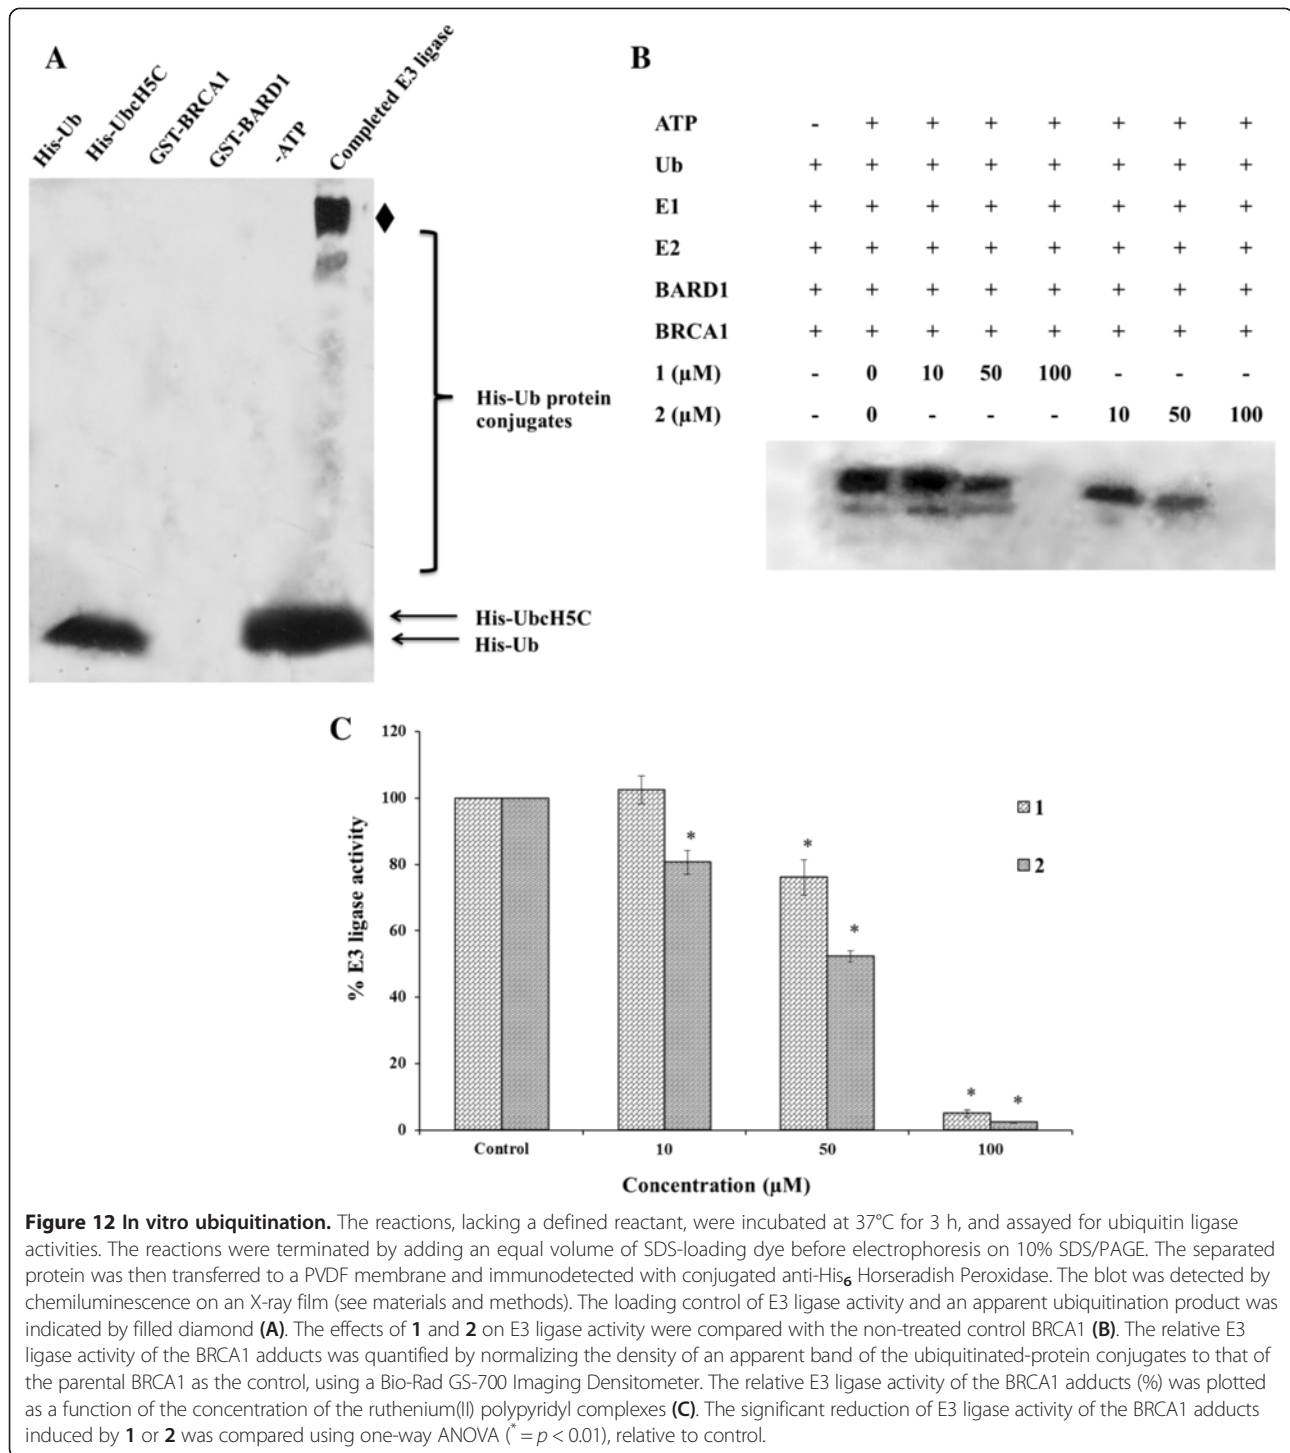 A
His-Ub
His-UbcH5C
GST-BRCA1
GST-BARD1
-ATP
Completed E3 ligase
His-Ub protein
conjugates
His-UbcH5C
His-Ub
B
ATP - + + + + + + +
Ub + + + + + + + +
E1 + + + + + + + +
E2 + + + + + + + +
BARD1 + + + + + + + +
BRCA1 + + + + + + + +
1 (µM) - 0 10 50 100 - - -
2 (µM) - 0 - - - 10 50 100
C
% E3 ligase activity
120
100
80
60
40
20
0
* * * * *
1
2
Control 10 50 100
Concentration (µM)
Figure 12 In vitro ubiquitination. The reactions, lacking a defined reactant, were incubated at 37°C for 3 h, and assayed for ubiquitin ligase
activities. The reactions were terminated by adding an equal volume of SDS-loading dye before electrophoresis on 10% SDS/PAGE. The separated
protein was then transferred to a PVDF membrane and immunodetected with conjugated anti-His₆ Horseradish Peroxidase. The blot was detected by
chemiluminescence on an X-ray film (see materials and methods). The loading control of E3 ligase activity and an apparent ubiquitination product was
indicated by filled diamond (A). The effects of 1 and 2 on E3 ligase activity were compared with the non-treated control BRCA1 (B). The relative E3
ligase activity of the BRCA1 adducts was quantified by normalizing the density of an apparent band of the ubiquitinated-protein conjugates to that of
the parental BRCA1 as the control, using a Bio-Rad GS-700 Imaging Densitometer. The relative E3 ligase activity of the BRCA1 adducts (%) was plotted
as a function of the concentration of the ruthenium(II) polypyridyl complexes (C). The significant reduction of E3 ligase activity of the BRCA1 adducts
induced by 1 or 2 was compared using one-way ANOVA (* = p < 0.01), relative to control.